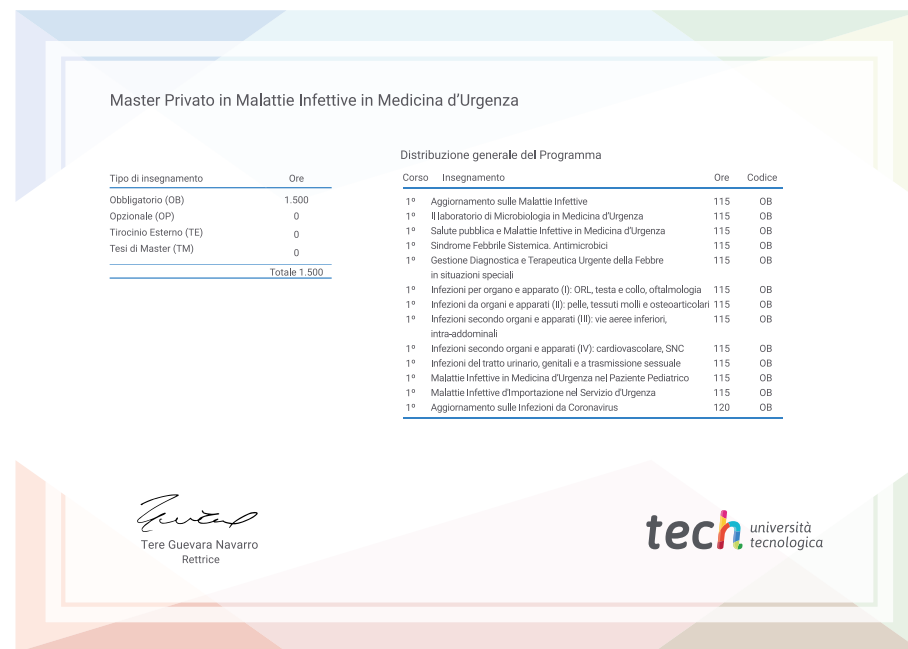 Master Privato in Malattie Infettive in Medicina d'Urgenza
Tipo di insegnamento Ore
Obbligatorio (OB) 1.500
Opzionale (OP) 0
Tirocinio Esterno (TE) 0
Tesi di Master (TM) 0
Totale 1.500
Distribuzione generale del Programma
Corso Insegnamento Ore Codice
1º Aggiornamento sulle Malattie Infettive 115 OB
1º Il laboratorio di Microbiologia in Medicina d'Urgenza 115 OB
1º Salute pubblica e Malattie Infettive in Medicina d'Urgenza 115 OB
1º Sindrome Febbrile Sistemica. Antimicrobici 115 OB
1º Gestione Diagnostica e Terapeutica Urgente della Febbre 115 OB
in situazioni speciali
1º Infezioni per organo e apparato (I): ORL, testa e collo, oftalmologia 115 OB
1º Infezioni da organi e apparati (II): pelle, tessuti molli e osteoarticolari 115 OB
1º Infezioni secondo organi e apparati (III): vie aeree inferiori, 115 OB
intra-addominali
1º Infezioni secondo organi e apparati (IV): cardiovascolare, SNC 115 OB
1º Infezioni del tratto urinario, genitali e a trasmissione sessuale 115 OB
1º Malattie Infettive in Medicina d'Urgenza nel Paziente Pediatrico 115 OB
1º Malattie Infettive d'Importazione nel Servizio d'Urgenza 115 OB
1º Aggiornamento sulle Infezioni da Coronavirus 120 OB
Tere Guevara Navarro
Rettrice
tech università
tecnologica